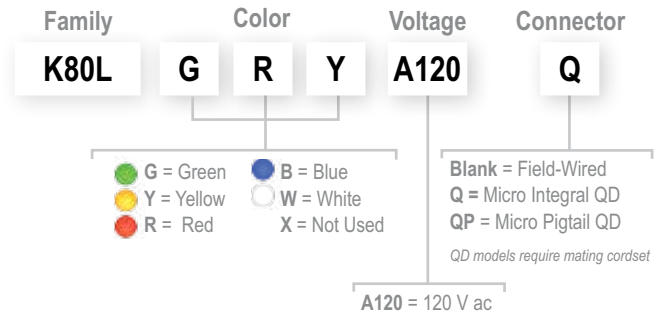 Family Color Voltage Connector
K80L G R Y A120 Q
G = Green B = Blue
Y = Yellow W = White
R = Red X = Not Used
Blank = Field-Wired
Q = Micro Integral QD
QP = Micro Pigtail QD
QD models require mating cordset
A120 = 120 V ac